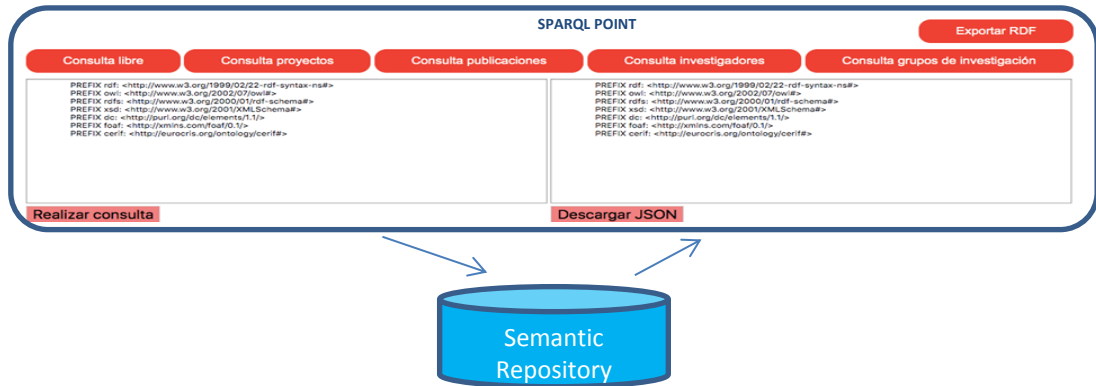 SPARQL POINT
Exportar RDF
Consulta libre
Consulta proyectos
Consulta publicaciones
Consulta investigadores
Consulta grupos de investigación
PREFIX rdf: <http://www.w3.org/1999/02/22-rdf-syntax-ns#>
PREFIX owl: <http://www.w3.org/2002/07/owl#>
PREFIX rdfs: <http://www.w3.org/2000/01/rdf-schema#>
PREFIX xsd: <http://www.w3.org/2001/XMLSchema#>
PREFIX dc: <http://purl.org/dc/elements/1.1/>
PREFIX foaf: <http://xmlns.com/foaf/0.1/>
PREFIX cerif: <http://eurocris.org/ontology/cerif#>
PREFIX rdf: <http://www.w3.org/1999/02/22-rdf-syntax-ns#>
PREFIX owl: <http://www.w3.org/2002/07/owl#>
PREFIX rdfs: <http://www.w3.org/2000/01/rdf-schema#>
PREFIX xsd: <http://www.w3.org/2001/XMLSchema#>
PREFIX dc: <http://purl.org/dc/elements/1.1/>
PREFIX foaf: <http://xmlns.com/foaf/0.1/>
PREFIX cerif: <http://eurocris.org/ontology/cerif#>
Realizar consulta
Descargar JSON
Semantic
Repository